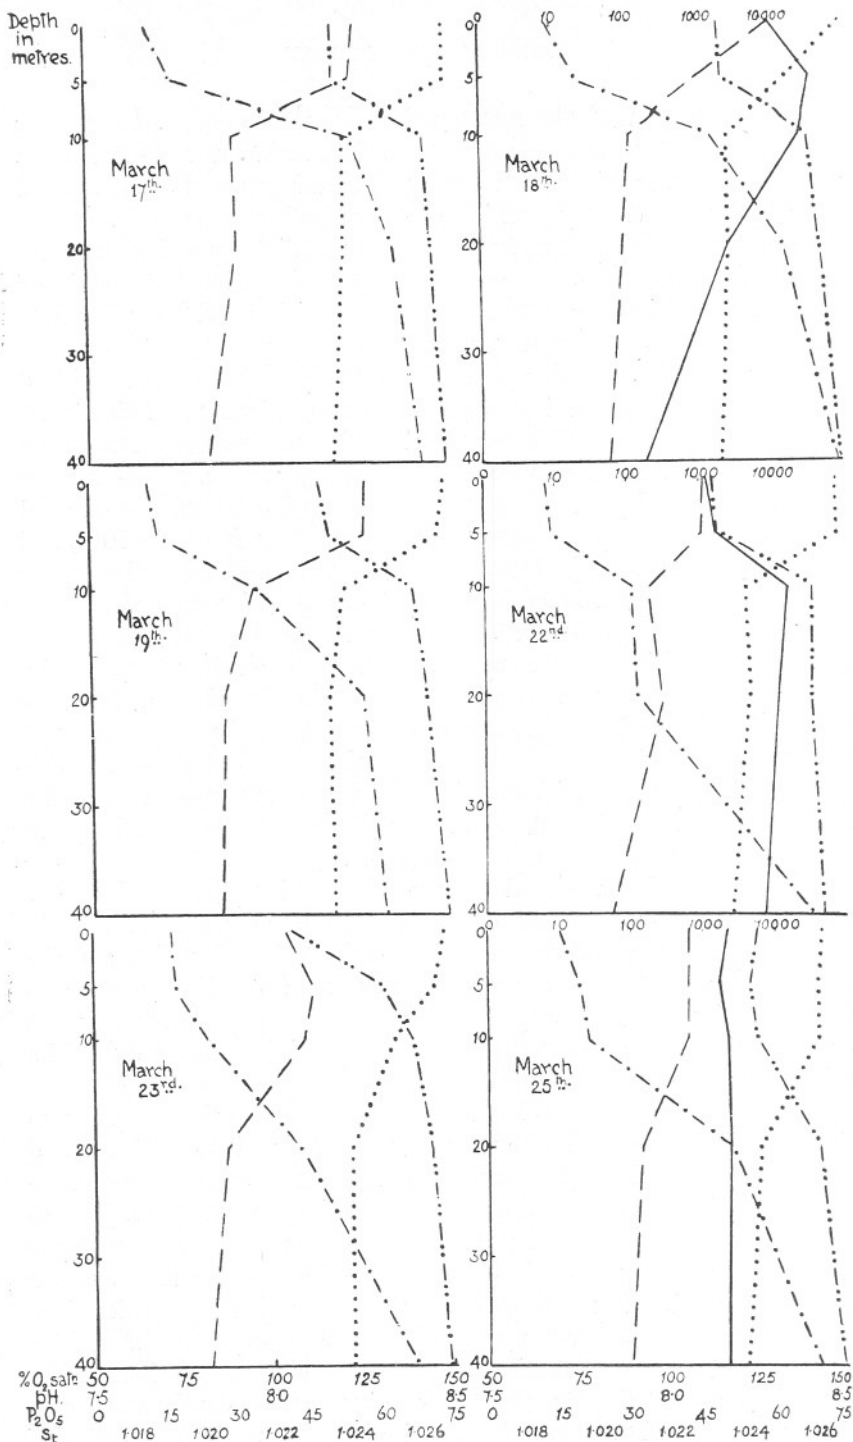 Depth in metres.
0 10 100 1000 10000
0 5 10 20 30 40
March 17th.
0 5 10 20 30 40
March 18th.
0 10 100 1000 10000
0 5 10 20 30 40
March 19th.
0 5 10 20 30 40
March 22nd.
0 10 100 1000 10000
0 5 10 20 30 40
March 23rd.
0 5 10 20 30 40
March 25th.
% O2 satn 50 75 100 125 150 50 75 100 125 150
pH. 7.5 8.0 8.5 7.5 8.0 8.5
P2O5 0 15 30 45 60 75 0 15 30 45 60 75
St 1.018 1.020 1.022 1.024 1.026 1.018 1.020 1.022 1.024 1.026